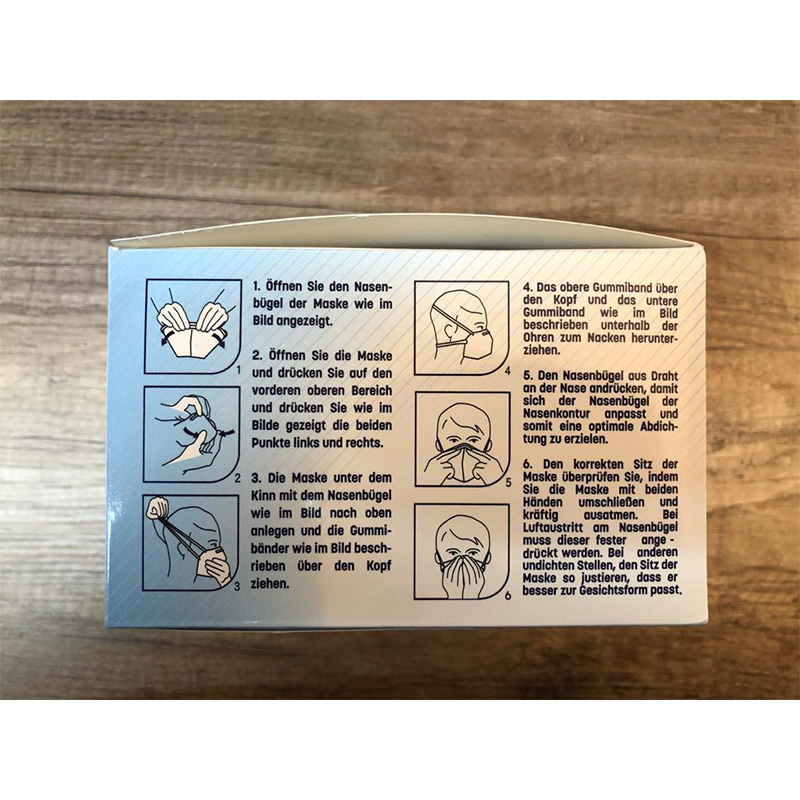 1. Öffnen Sie den Nasen-
bügel der Maske wie im
Bild angezeigt.
1
2. Öffnen Sie die Maske
und drücken Sie auf den
vorderen oberen Bereich
und drücken Sie wie im
Bilde gezeigt die beiden
Punkte links und rechts.
2
3. Die Maske unter dem
Kinn mit dem Nasenbügel
wie im Bild nach oben
anlegen und die Gummi-
bänder wie im Bild besch-
rieben über den Kopf
ziehen.
3
4. Das obere Gummiband über
den Kopf und das untere
Gummiband wie im Bild
beschrieben unterhalb der
Ohren zum Nacken herunter-
ziehen.
4
5. Den Nasenbügel aus Draht
an der Nase andrücken, damit
sich der Nasenbügel der
Nasenkontur anpasst und
somit eine optimale Abdich-
tung zu erzielen.
5
6. Den korrekten Sitz der
Maske überprüfen Sie, indem
Sie die Maske mit beiden
Händen umschließen und
kräftig ausatmen. Bei
Luftaustritt am Nasenbügel
muss dieser fester ange -
drückt werden. Bei anderen
undichten Stellen, den Sitz der
Maske so justieren, dass er
besser zur Gesichtsform passt.
6